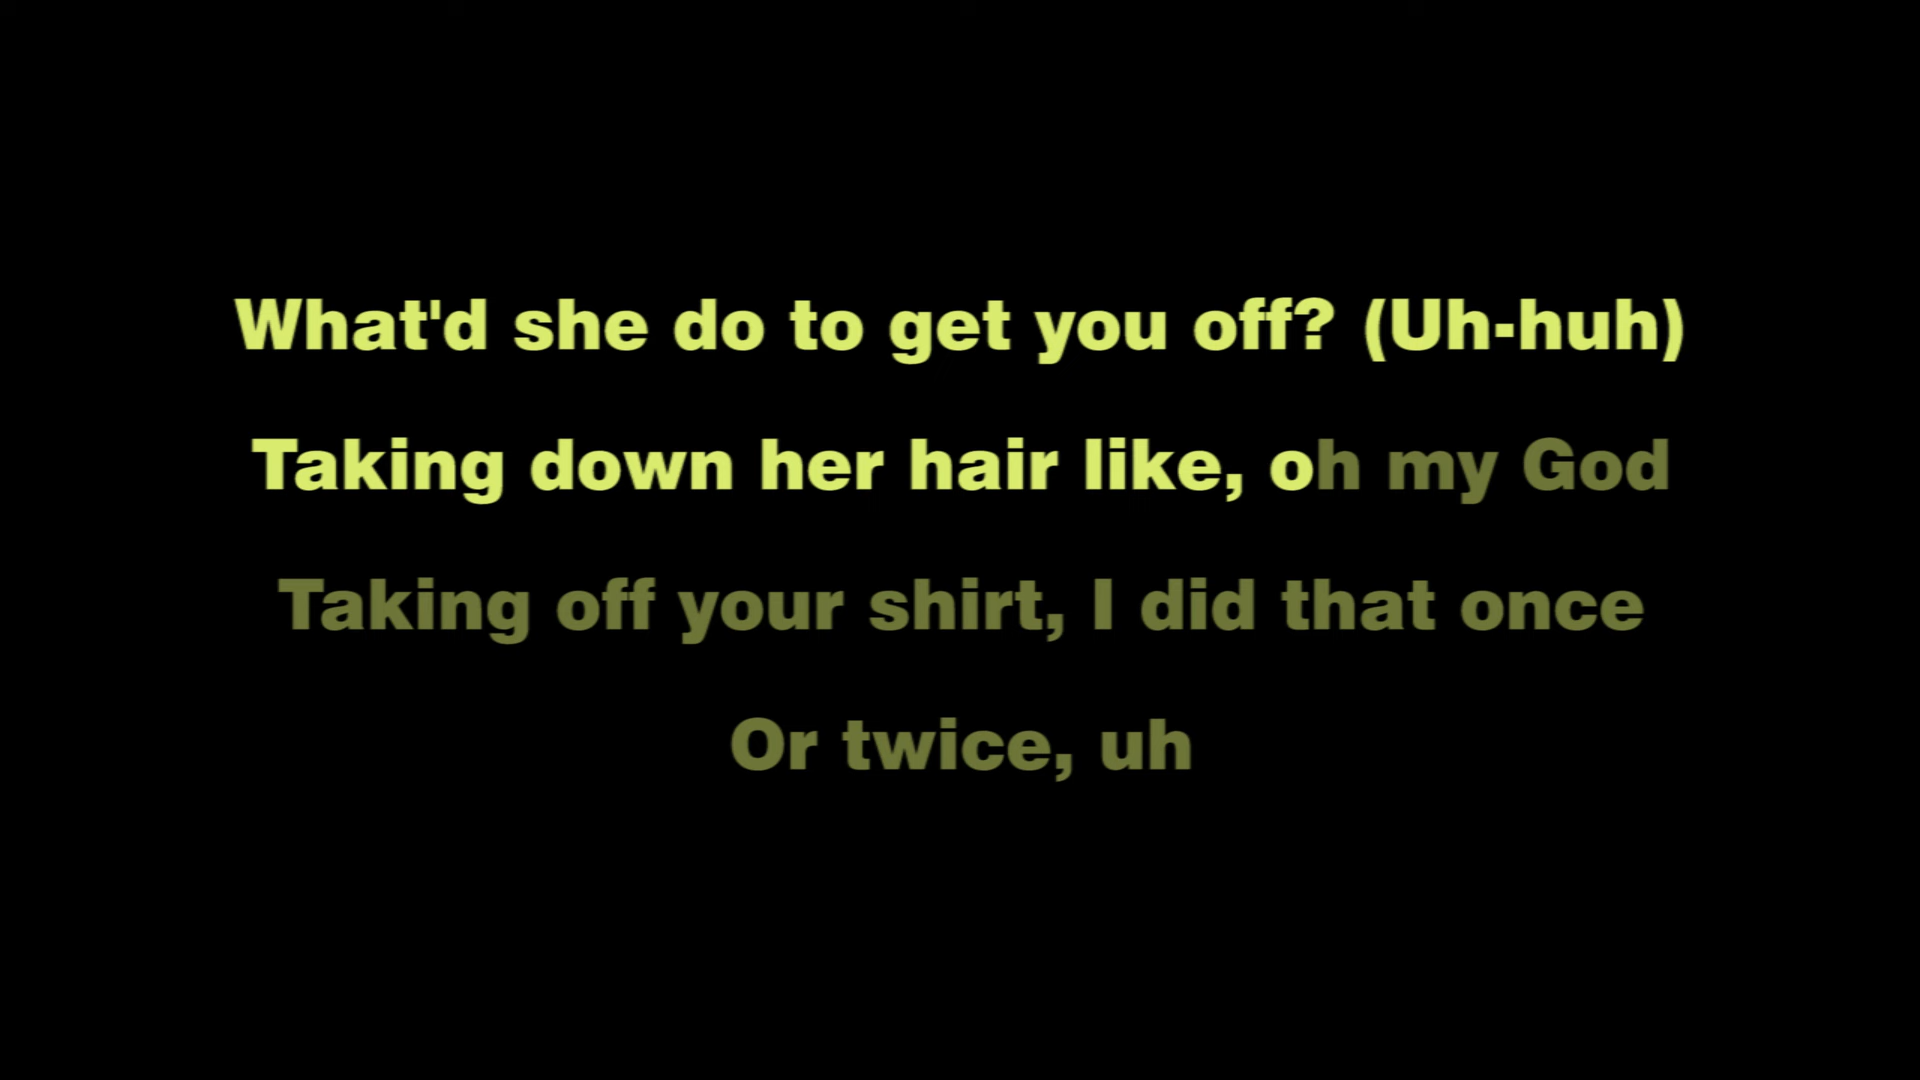 What'd she do to get you off? (Uh-huh)
Taking down her hair like, oh my God
Taking off your shirt, I did that once
Or twice, uh